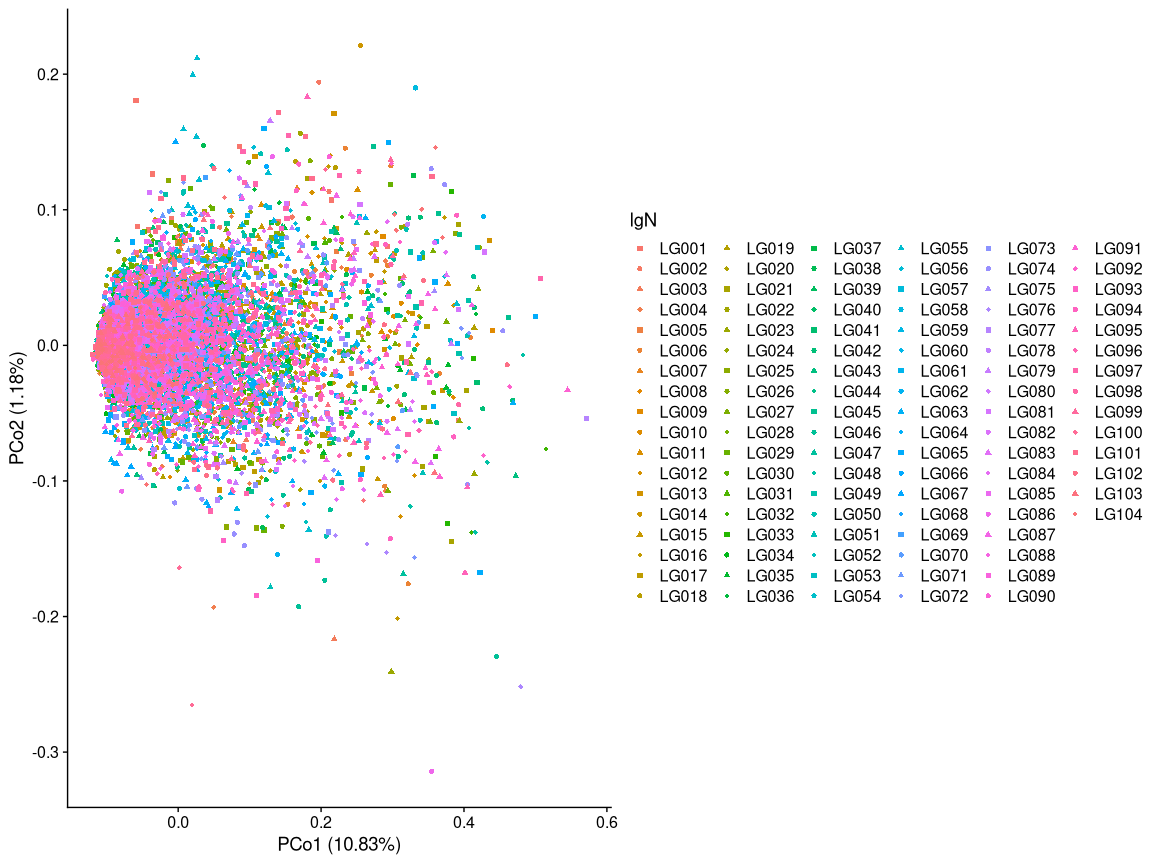 0.2
0.1
0.0
-0.1
-0.2
-0.3
PCo2 (1.18%)
0.0 0.2 0.4 0.6
PCo1 (10.83%)
lgN
LG001 LG019 LG037 LG055 LG073 LG091
LG002 LG020 LG038 LG056 LG074 LG092
LG003 LG021 LG039 LG057 LG075 LG093
LG004 LG022 LG040 LG058 LG076 LG094
LG005 LG023 LG041 LG059 LG077 LG095
LG006 LG024 LG042 LG060 LG078 LG096
LG007 LG025 LG043 LG061 LG079 LG097
LG008 LG026 LG044 LG062 LG080 LG098
LG009 LG027 LG045 LG063 LG081 LG099
LG010 LG028 LG046 LG064 LG082 LG100
LG011 LG029 LG047 LG065 LG083 LG101
LG012 LG030 LG048 LG066 LG084 LG102
LG013 LG031 LG049 LG067 LG085 LG103
LG014 LG032 LG050 LG068 LG086 LG104
LG015 LG033 LG051 LG069 LG087
LG016 LG034 LG052 LG070 LG088
LG017 LG035 LG053 LG071 LG089
LG018 LG036 LG054 LG072 LG090